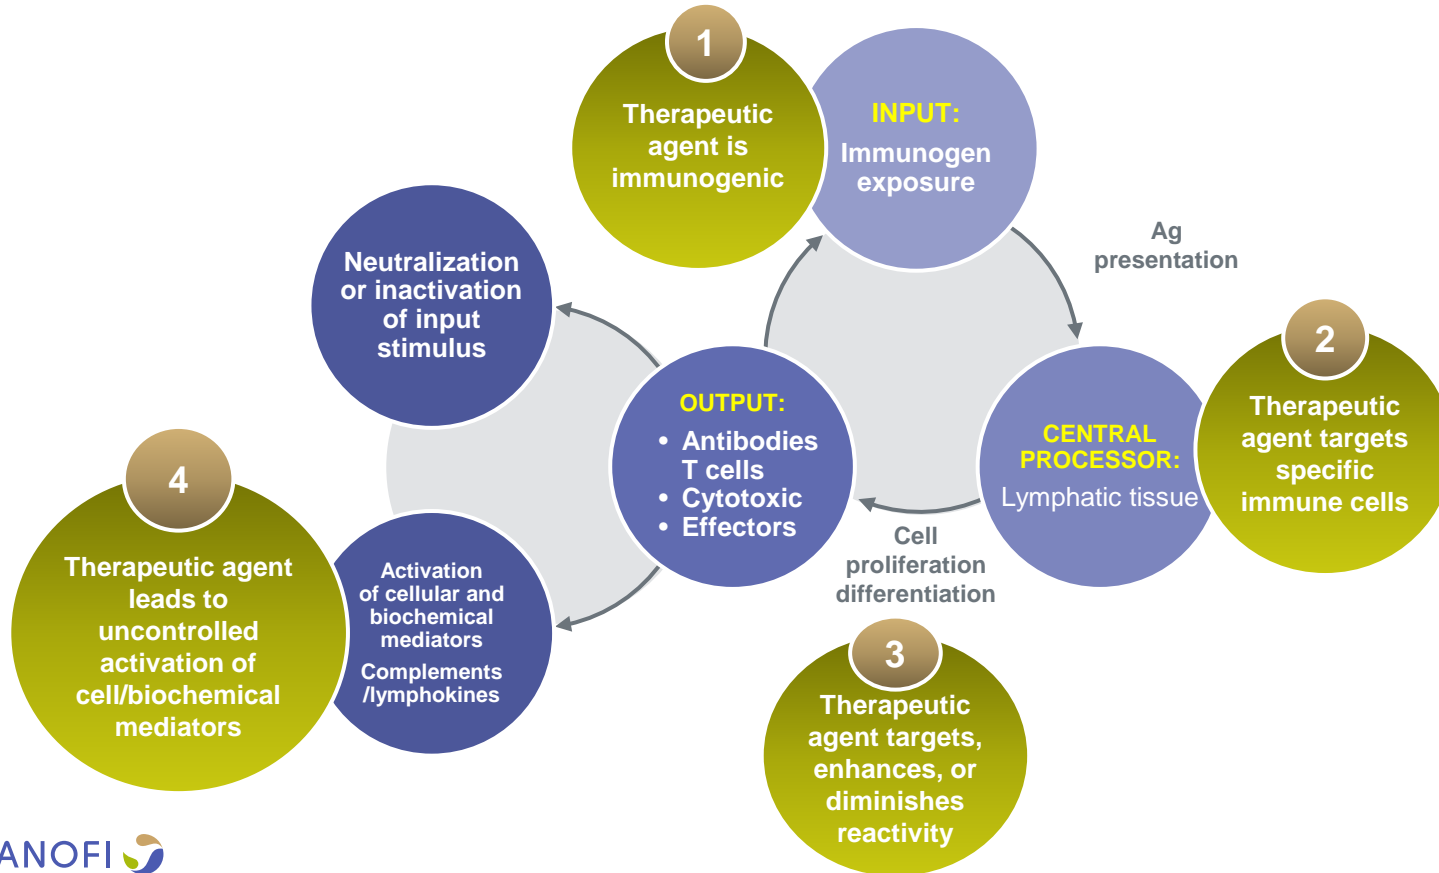 1
Therapeutic
agent is
immunogenic
INPUT:
Immunogen
exposure
Ag
presentation
2
Therapeutic
agent targets
specific
immune cells
CENTRAL
PROCESSOR:
Lymphatic tissue
Cell
proliferation
differentiation
3
Therapeutic
agent targets,
enhances, or
diminishes
reactivity
OUTPUT:
• Antibodies
T cells
• Cytotoxic
• Effectors
Neutralization
or inactivation
of input
stimulus
Activation
of cellular and
biochemical
mediators
Complements
/lymphokines
4
Therapeutic agent
leads to
uncontrolled
activation of
cell/biochemical
mediators
ANOFI